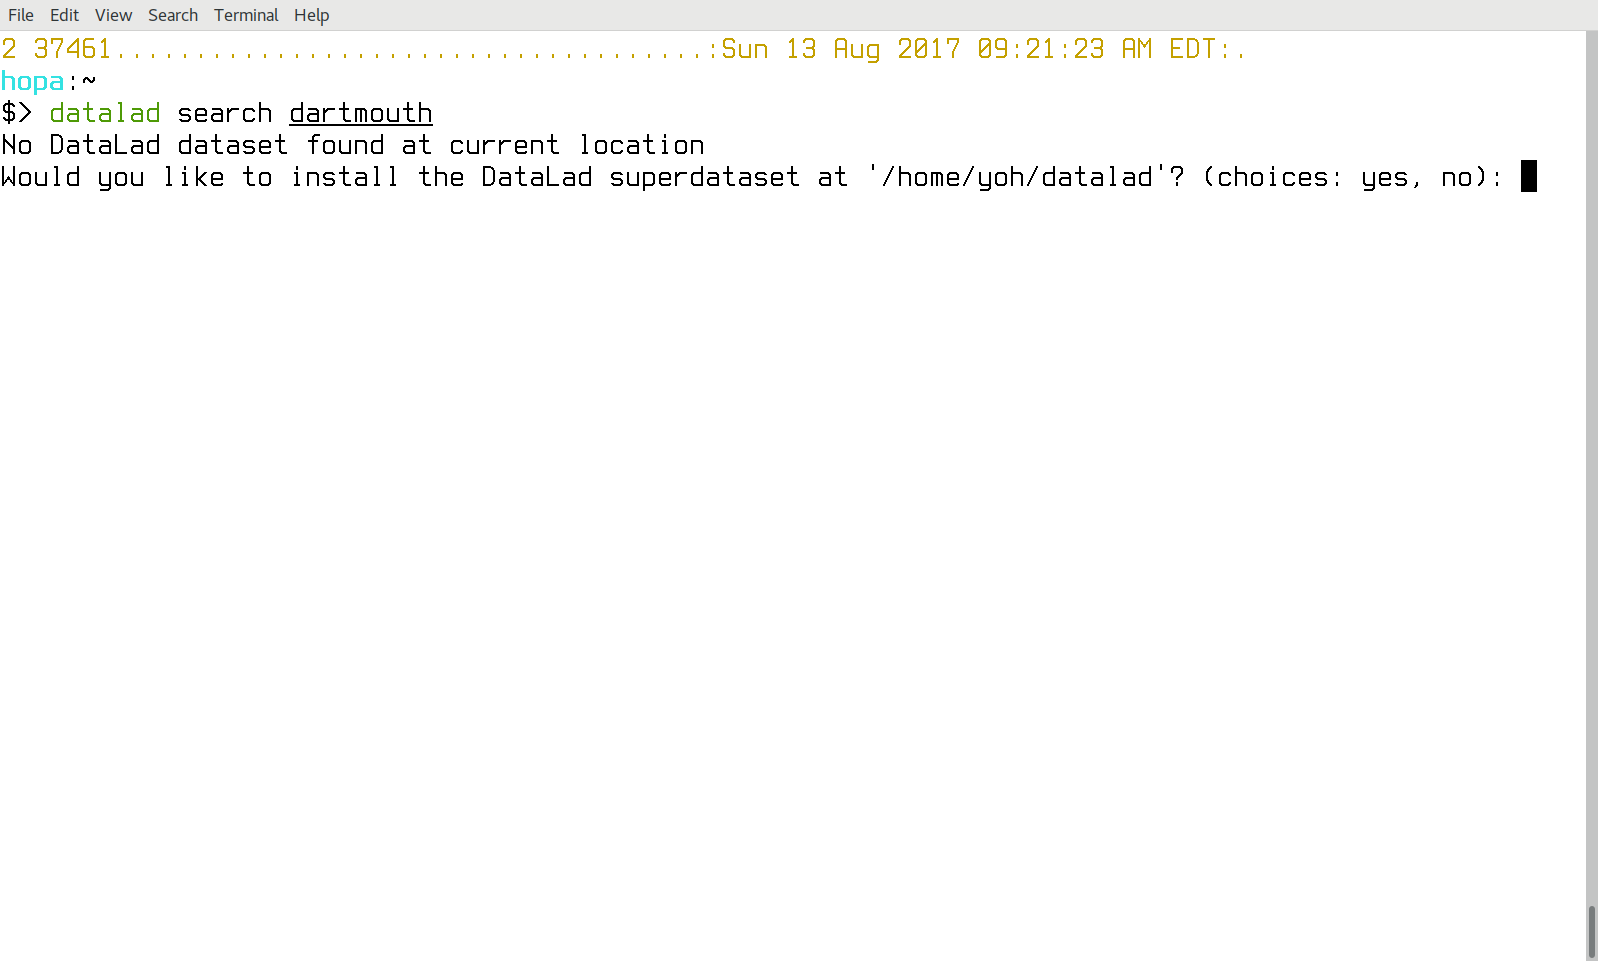 File Edit View Search Terminal Help
2 37461.....................................:Sun 13 Aug 2017 09:21:23 AM EDT:.
hopa:~
$> datalad search dartmouth
No DataLad dataset found at current location
Would you like to install the DataLad superdataset at '/home/yoh/datalad'? (choices: yes, no):